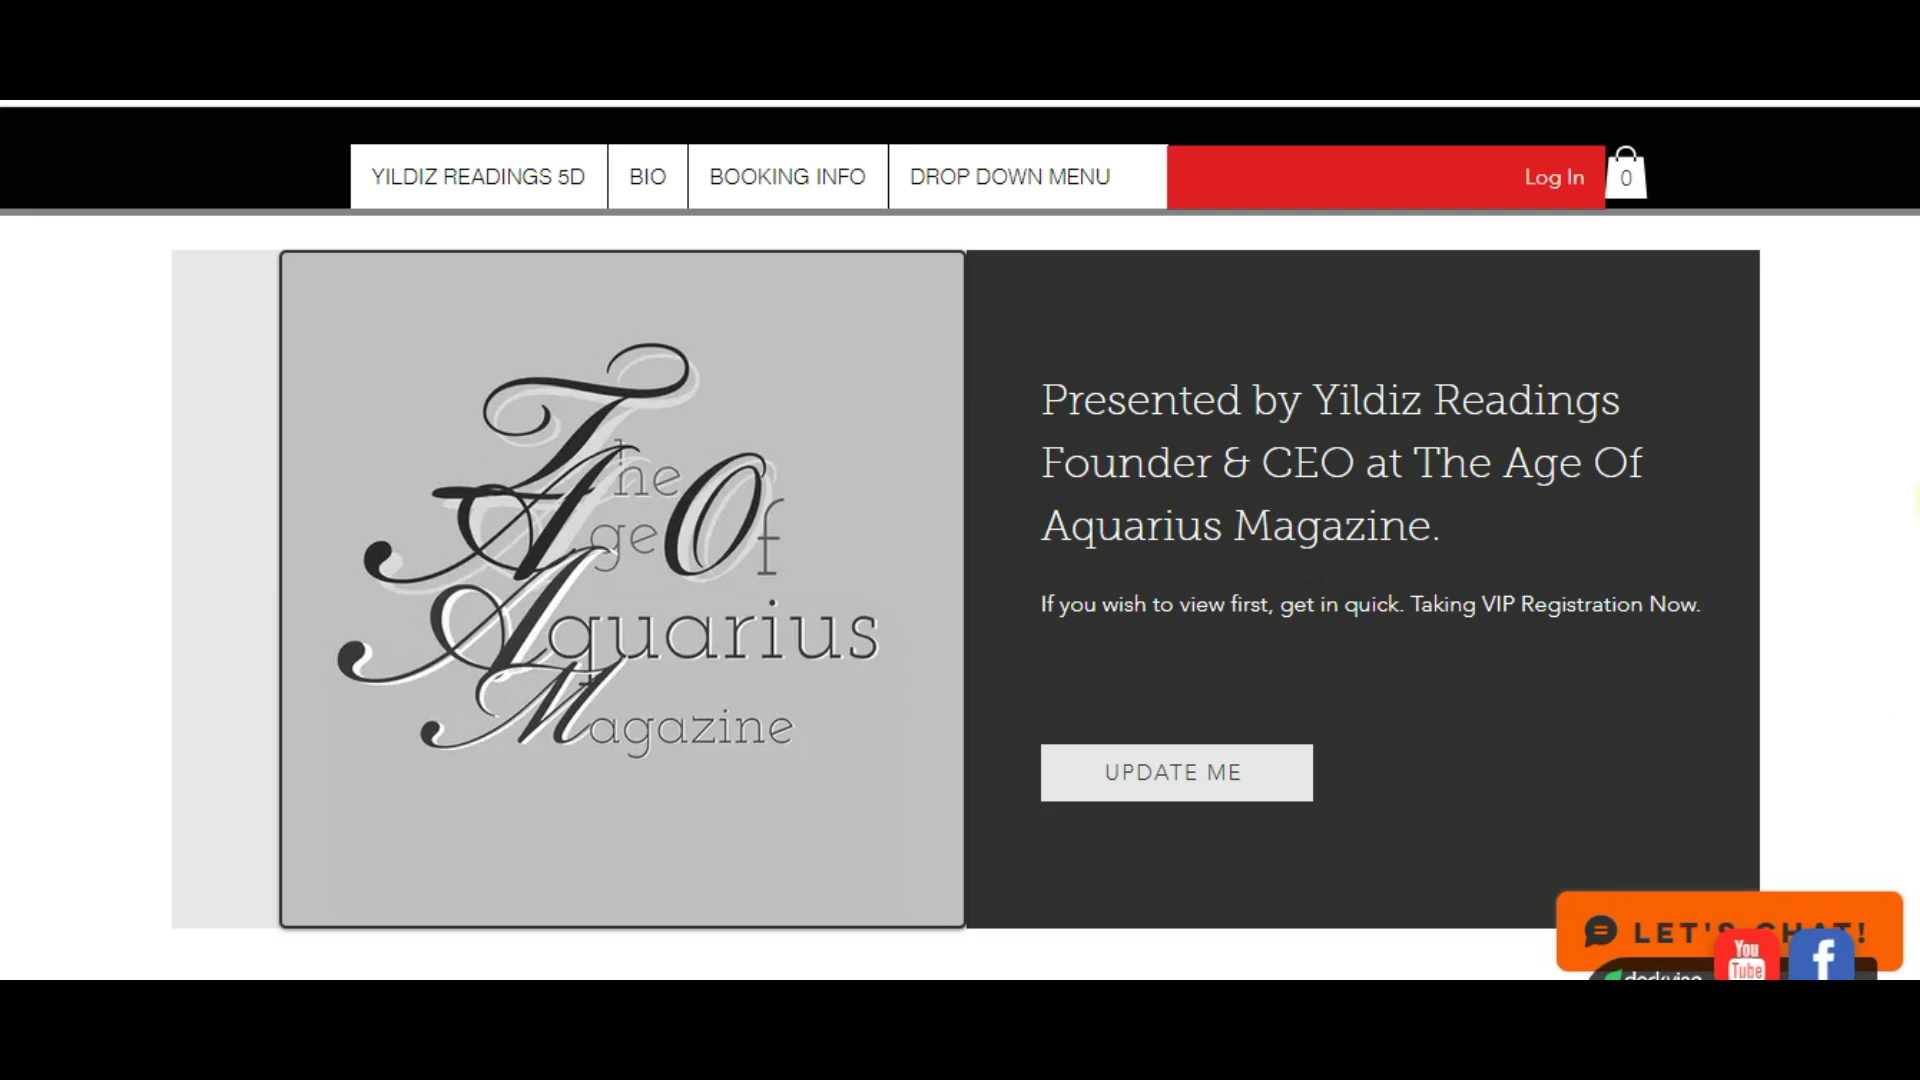 YILDIZ READINGS 5D
BIO
BOOKING INFO
DROP DOWN MENU
Log In
0
The
Age Of
Aquarius
Magazine
Presented by Yildiz Readings
Founder & CEO at The Age Of
Aquarius Magazine.
If you wish to view first, get in quick. Taking VIP Registration Now.
UPDATE ME
LET'S CHAT!
You
Tube
f